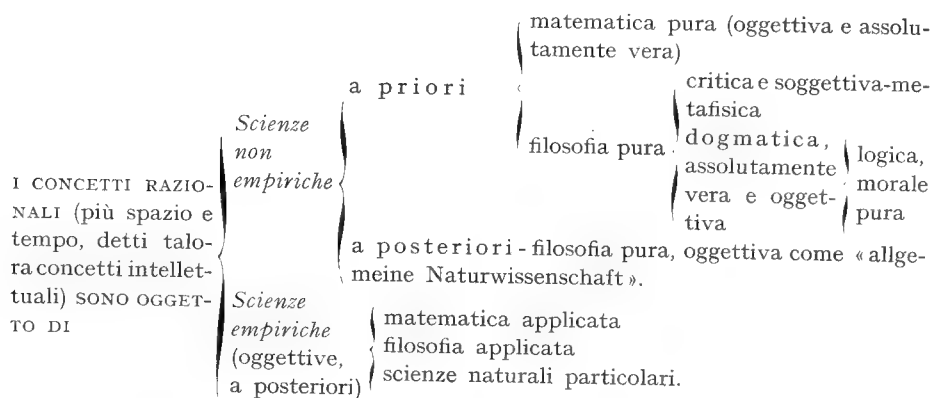 I CONCETTI RAZIO-
NALI (più spazio e
tempo, detti talo-
ra concetti intellet-
tuali) SONO OGGET-
TO DI
Scienze
non
empiriche
a priori
matematica pura (oggettiva e assolu-
tamente vera)
filosofia pura
critica e soggettiva-me-
tafisica
dogmatica,
assolutamente
vera e ogget-
tiva
logica,
morale
pura
a posteriori - filosofia pura, oggettiva come « allge-
meine Naturwissenschaft ».
Scienze
empiriche
(oggettive,
a posteriori)
matematica applicata
filosofia applicata
scienze naturali particolari.